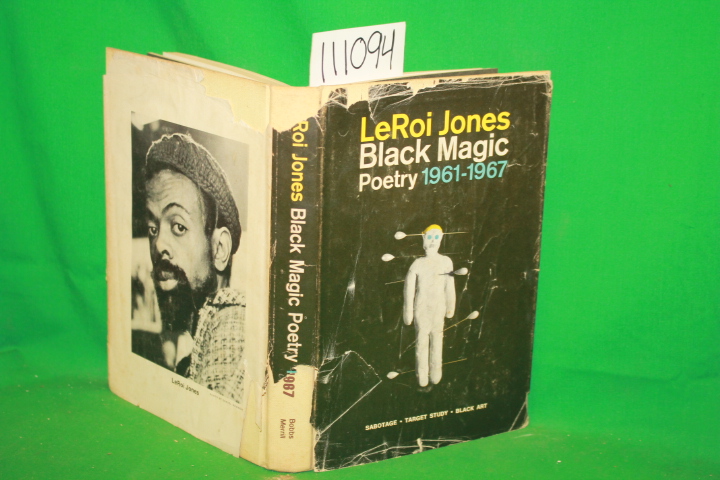 111094
LeRoi Jones
Black Magic
Poetry 1961-1967
SABOTAGE • TARGET STUDY • BLACK ART
Roi Jones Black Magic Poetry 1967
Bobbs
Merrill
LeRoi Jones